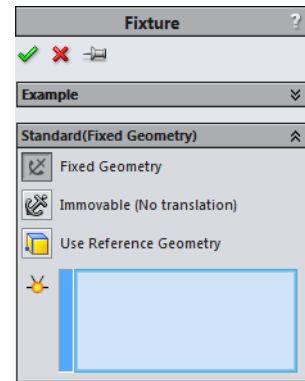 Fixture ?
Example
Standard(Fixed Geometry)
Fixed Geometry
Immovable (No translation)
Use Reference Geometry